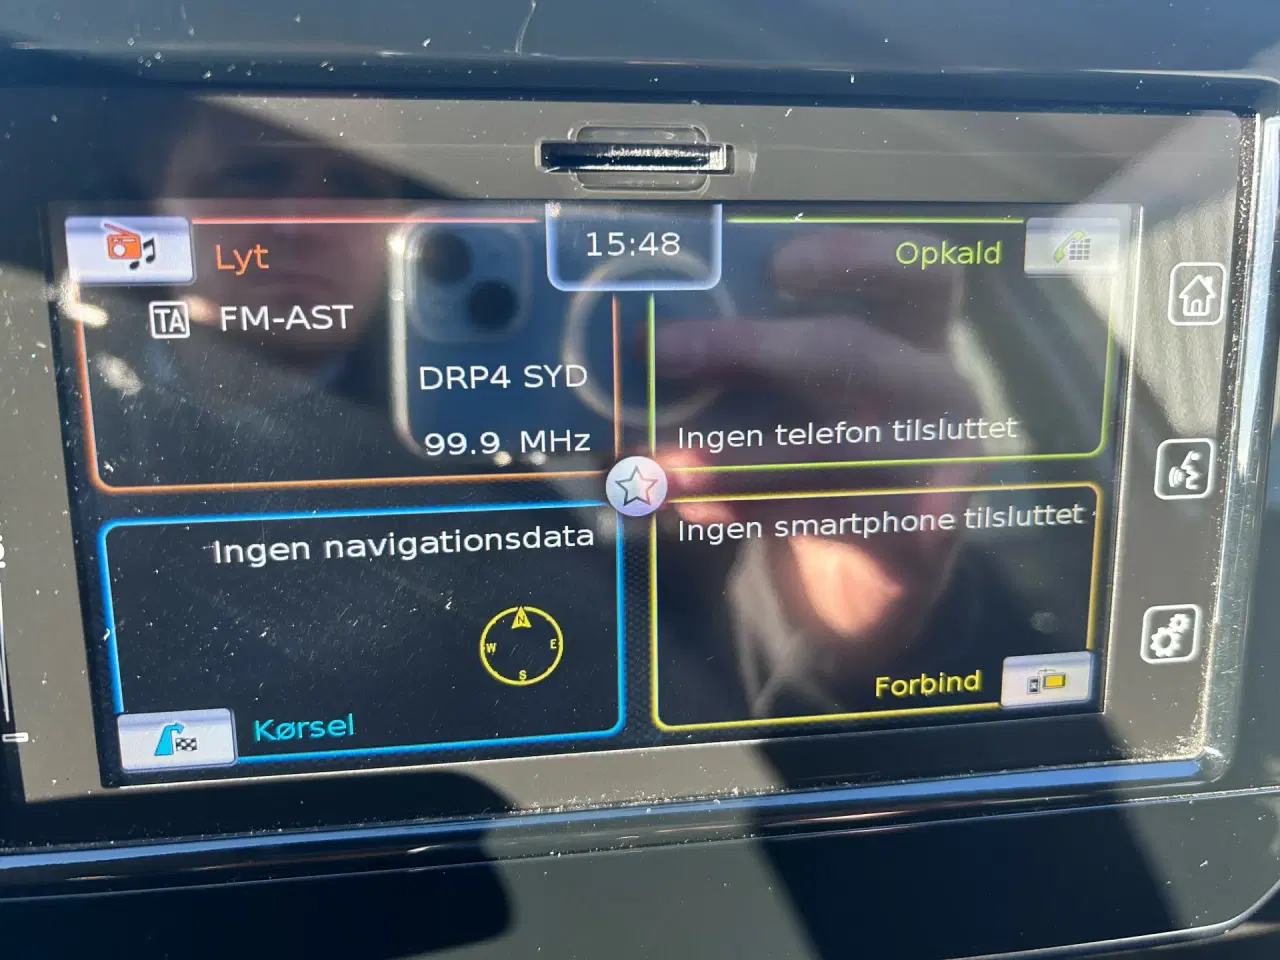 15:48
Lyt
TA FM-AST
DRP4 SYD
99.9 MHz
Opkald
Ingen telefon tilsluttet
Ingen navigationsdata
N
W E
S
Kørsel
Ingen smartphone tilsluttet
Forbind